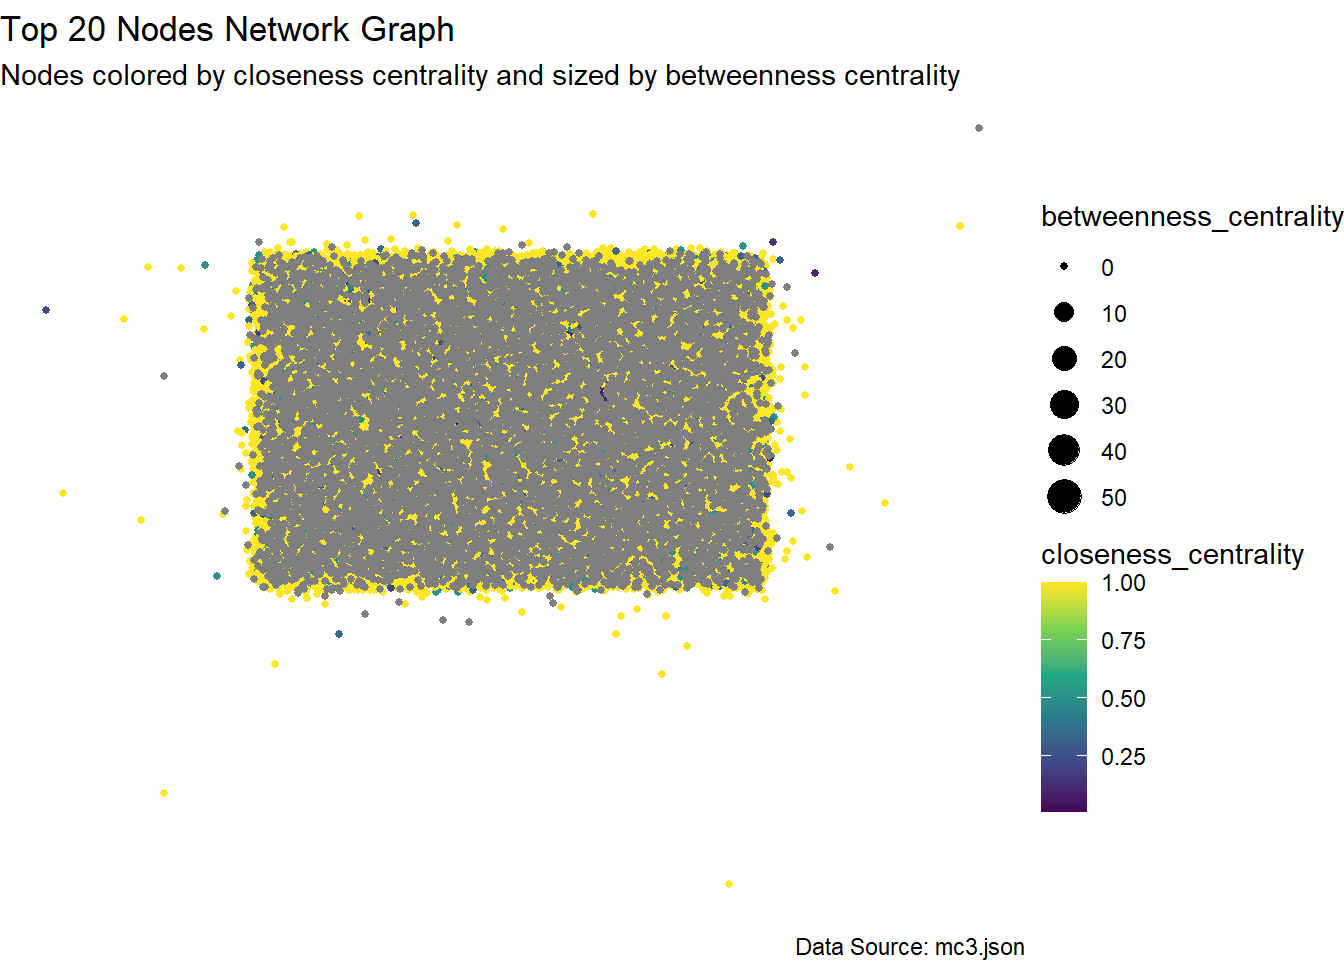 Top 20 Nodes Network Graph
Nodes colored by closeness centrality and sized by betweenness centrality
betweenness_centrality
0
10
20
30
40
50
closeness_centrality
1.00
0.75
0.50
0.25
Data Source: mc3.json